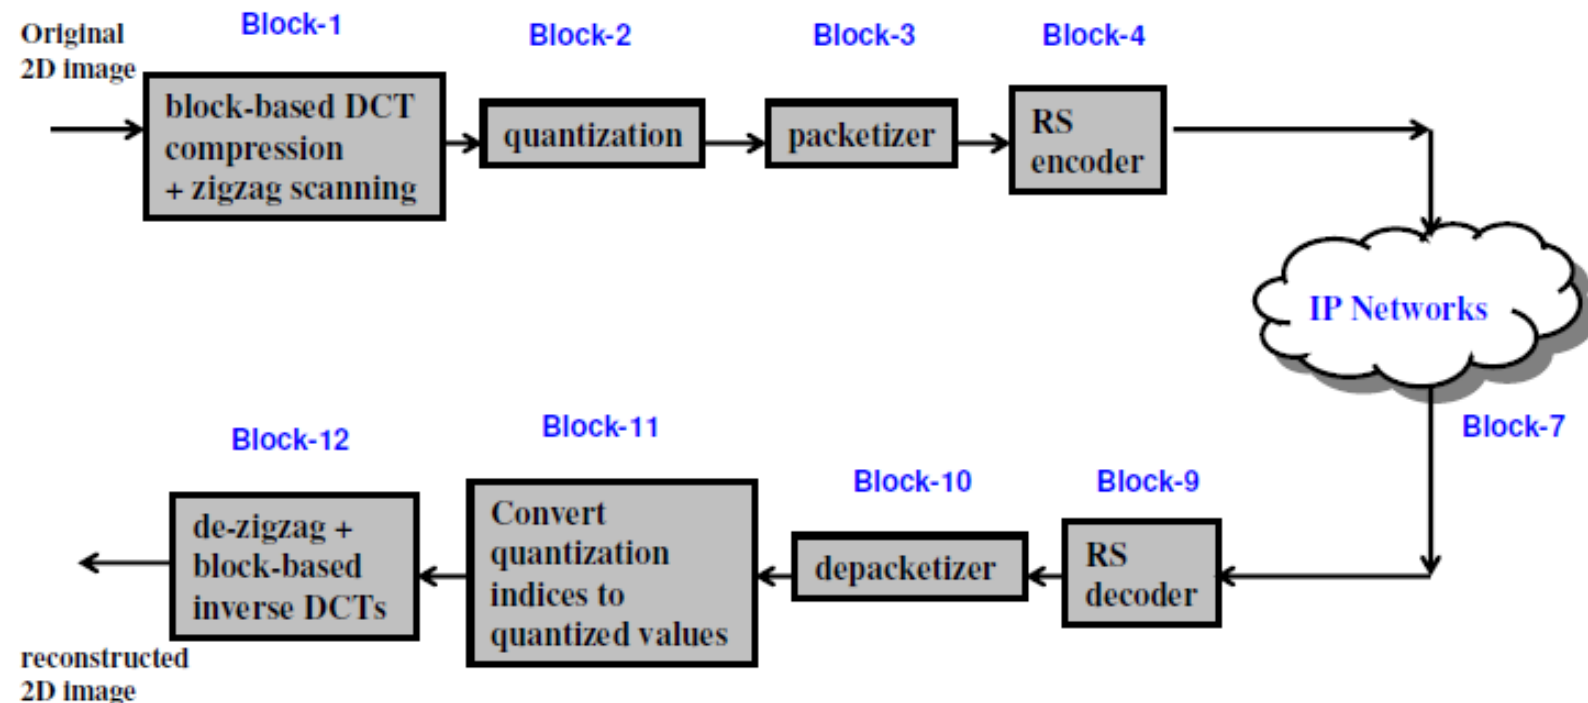 Original
2D image
Block-1
block-based DCT
compression
+ zigzag scanning
Block-2
quantization
Block-3
packetizer
Block-4
RS
encoder
IP Networks
Block-7
Block-9
RS
decoder
Block-10
depacketizer
Block-11
Convert
quantization
indices to
quantized values
Block-12
de-zigzag +
block-based
inverse DCTs
reconstructed
2D image